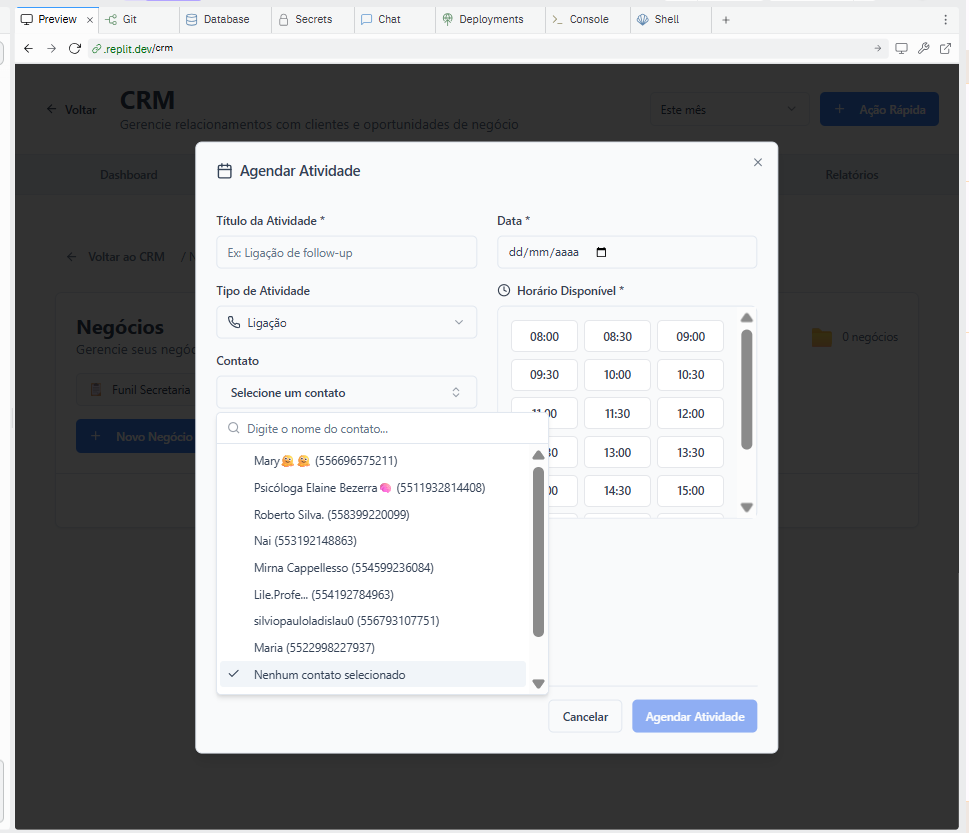 Preview
Git
Database
Secrets
Chat
Deployments
Console
Shell
.replit.dev/crm
Voltar
CRM
Gerencie relacionamentos com clientes e oportunidades de negócio
Este mês
Ação Rápida
Dashboard
Relatórios
Voltar ao CRM / N
Negócios
Gerencie seus negóc
0 negócios
Funil Secretaria
Novo Negócio
Agendar Atividade
Título da Atividade *
Ex: Ligação de follow-up
Tipo de Atividade
Ligação
Contato
Selecione um contato
Digite o nome do contato...
Mary🤗🤗 (556696575211)
Psicóloga Elaine Bezerra🧠 (5511932814408)
Roberto Silva. (558399220099)
Nai (553192148863)
Mirna Cappellesso (554599236084)
Lile.Profe... (554192784963)
silviopauloladislau0 (556793107751)
Maria (5522998227937)
Nenhum contato selecionado
Data *
dd/mm/aaaa
Horário Disponível *
08:00 08:30 09:00
09:30 10:00 10:30
11:00 11:30 12:00
30 13:00 13:30
00 14:30 15:00
Cancelar
Agendar Atividade